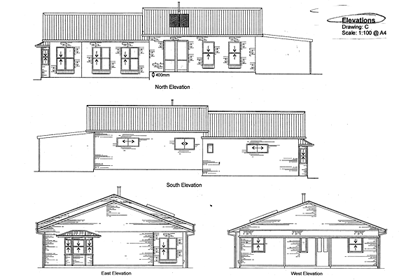 Elevations
Drawing: C
Scale: 1:100 @ A4
400mm
North Elevation
South Elevation
East Elevation
West Elevation